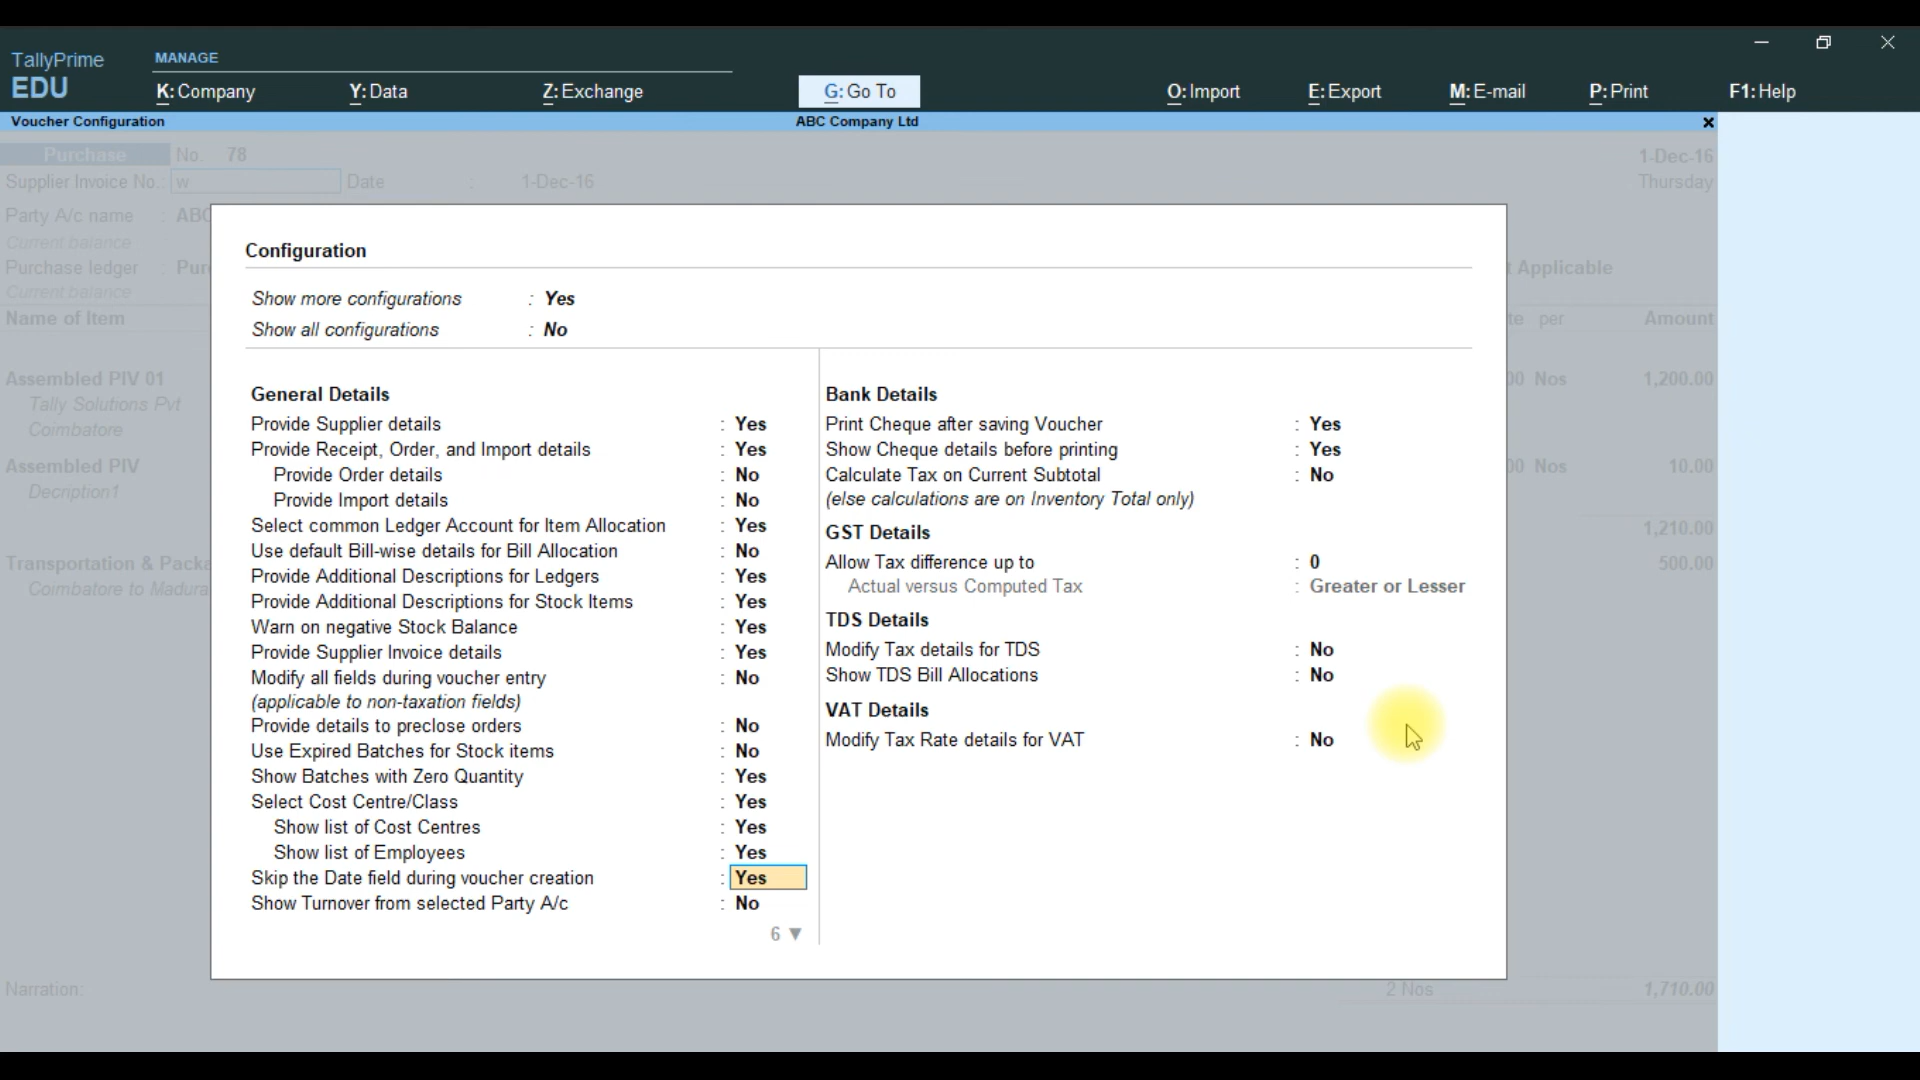 TallyPrime
EDU
MANAGE
K: Company
Y: Data
Z: Exchange
G: Go To
O: Import
E: Export
M: E-mail
P: Print
F1: Help
Voucher Configuration
ABC Company Ltd
Purchase No. 78
1-Dec-16
Supplier Invoice No.: w
Date : 1-Dec-16
Thursday
Party A/c name : ABC
Current balance
Purchase ledger : Pur
t Applicable
Current balance
Name of Item
te per Amount
Assembled PIV 01
00 Nos 1,200.00
Tally Solutions Pvt
Coimbatore
Assembled PIV
00 Nos 10.00
Decription1
1,210.00
Transportation & Packa
500.00
Coimbatore to Madura
Narration:
2 Nos 1,710.00
Configuration
Show more configurations : Yes
Show all configurations : No
General Details
Provide Supplier details : Yes
Provide Receipt, Order, and Import details : Yes
Provide Order details : No
Provide Import details : No
Select common Ledger Account for Item Allocation : Yes
Use default Bill-wise details for Bill Allocation : No
Provide Additional Descriptions for Ledgers : Yes
Provide Additional Descriptions for Stock Items : Yes
Warn on negative Stock Balance : Yes
Provide Supplier Invoice details : Yes
Modify all fields during voucher entry : No
(applicable to non-taxation fields)
Provide details to preclose orders : No
Use Expired Batches for Stock items : No
Show Batches with Zero Quantity : Yes
Select Cost Centre/Class : Yes
Show list of Cost Centres : Yes
Show list of Employees : Yes
Skip the Date field during voucher creation : Yes
Show Turnover from selected Party A/c : No
6 ▼
Bank Details
Print Cheque after saving Voucher : Yes
Show Cheque details before printing : Yes
Calculate Tax on Current Subtotal : No
(else calculations are on Inventory Total only)
GST Details
Allow Tax difference up to : 0
Actual versus Computed Tax : Greater or Lesser
TDS Details
Modify Tax details for TDS : No
Show TDS Bill Allocations : No
VAT Details
Modify Tax Rate details for VAT : No